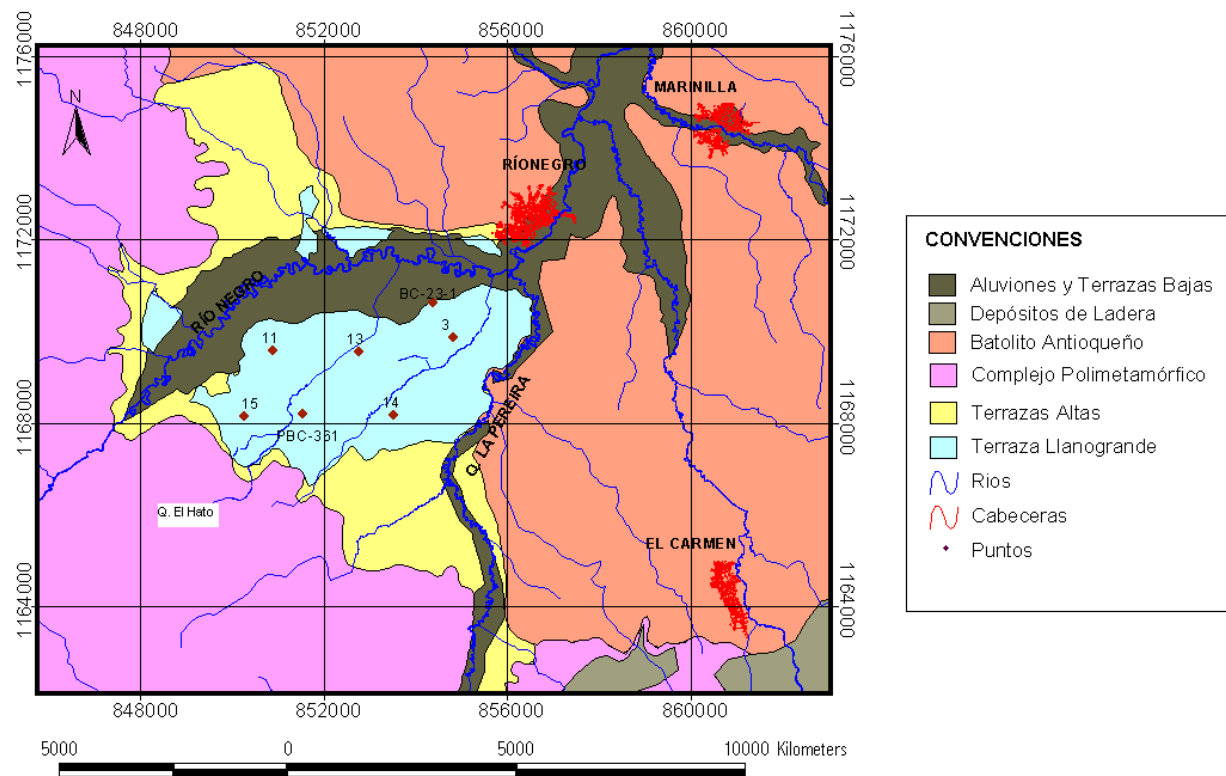 848000 852000 856000 860000
1176000 1176000
N
MARINILLA
RÍONEGRO
1172000 1172000
RÍO NEGRO
BC-23-1
3
11 13
15 14
PBC-361
1168000 1168000
Q. LA PEREIRA
Q. El Hato
EL CARMEN
1164000 1164000
848000 852000 856000 860000
5000 0 5000 10000 Kilometers
CONVENCIONES
Aluviones y Terrazas Bajas
Depósitos de Ladera
Batolito Antioqueño
Complejo Polimetamórfico
Terrazas Altas
Terraza Llanogrande
Rios
Cabeceras
Puntos